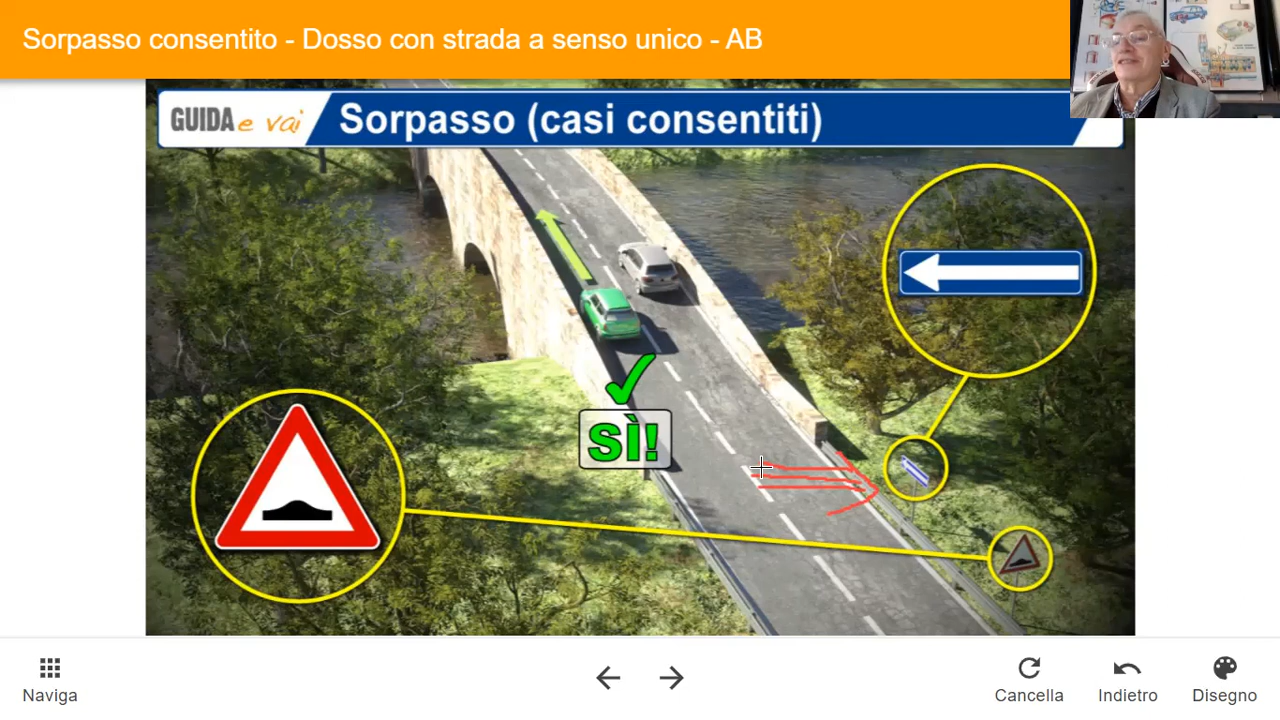 Sorpasso consentito - Dosso con strada a senso unico - AB
GUIDA e vai
Sorpasso (casi consentiti)
SÌ!
Naviga
Cancella
Indietro
Disegno